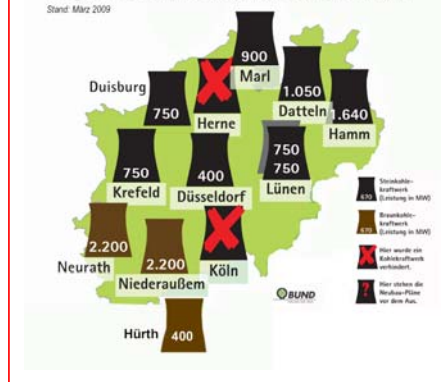 Stand: März 2009
900
Marl
Duisburg
750
Herne
1.050
Datteln
1.640
Hamm
750
Krefeld
400
Düsseldorf
750
750
Lünen
2.200
Neurath
2.200
Niederaußem
Köln
Hürth
400
670
Steinkohle-
kraftwerk
(Leistung in MW)
670
Braunkohle-
kraftwerk
(Leistung in MW)
Hier wurde ein
Kohlekraftwerk
verhindert.
?
Hier stehen die
Neubau-Pläne
vor dem Aus.
BUND